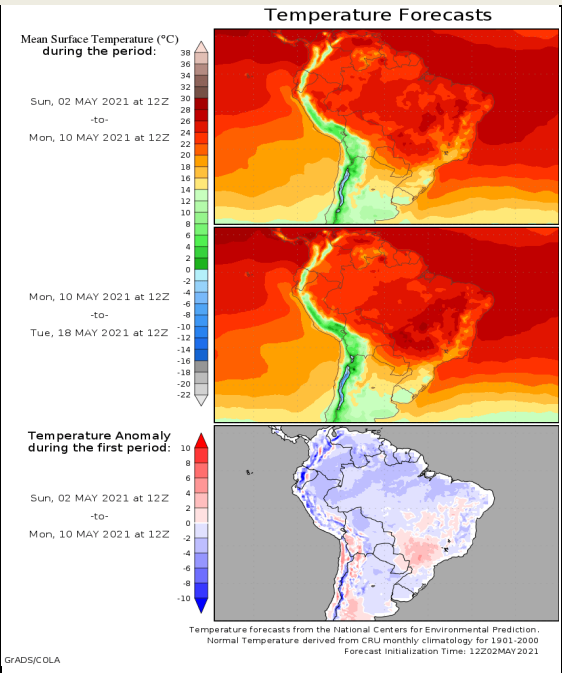 Temperature Forecasts
Mean Surface Temperature (°C)
during the period:
Sun, 02 MAY 2021 at 12Z
-to-
Mon, 10 MAY 2021 at 12Z
38
36
34
32
30
28
26
24
22
20
18
16
14
12
10
8
6
4
2
0
-2
-4
-6
-8
-10
-12
-14
-16
-18
-20
-22
Mon, 10 MAY 2021 at 12Z
-to-
Tue, 18 MAY 2021 at 12Z
Temperature Anomaly
during the first period:
Sun, 02 MAY 2021 at 12Z
-to-
Mon, 10 MAY 2021 at 12Z
10
8
6
4
2
0
-2
-4
-6
-8
-10
Temperature forecasts from the National Centers for Environmental Prediction.
Normal Temperature derived from CRU monthly climatology for 1901-2000
Forecast Initialization Time: 12Z02MAY2021
GrADS/COLA